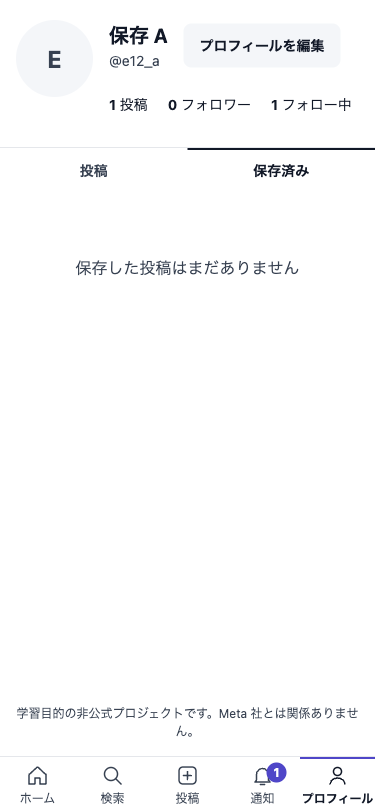 E
保存 A
@e12_a
プロフィールを編集
1 投稿 0 フォロワー 1 フォロー中
投稿 保存済み
保存した投稿はまだありません
学習目的の非公式プロジェクトです。Meta 社とは関係ありませ
ん。
1
ホーム 検索 投稿 通知 プロフィール